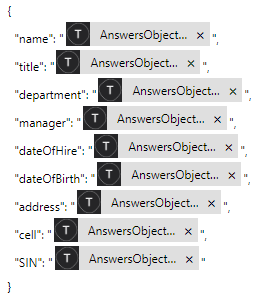 {
"name": " T AnswersObject... × ",
"title": " T AnswersObject... × ",
"department": " T AnswersObject... × ",
"manager": " T AnswersObject... × ",
"dateOfHire": " T AnswersObject... × ",
"dateOfBirth": " T AnswersObject... × ",
"address": " T AnswersObject... × ",
"cell": " T AnswersObject... × ",
"SIN": " T AnswersObject... × "
}